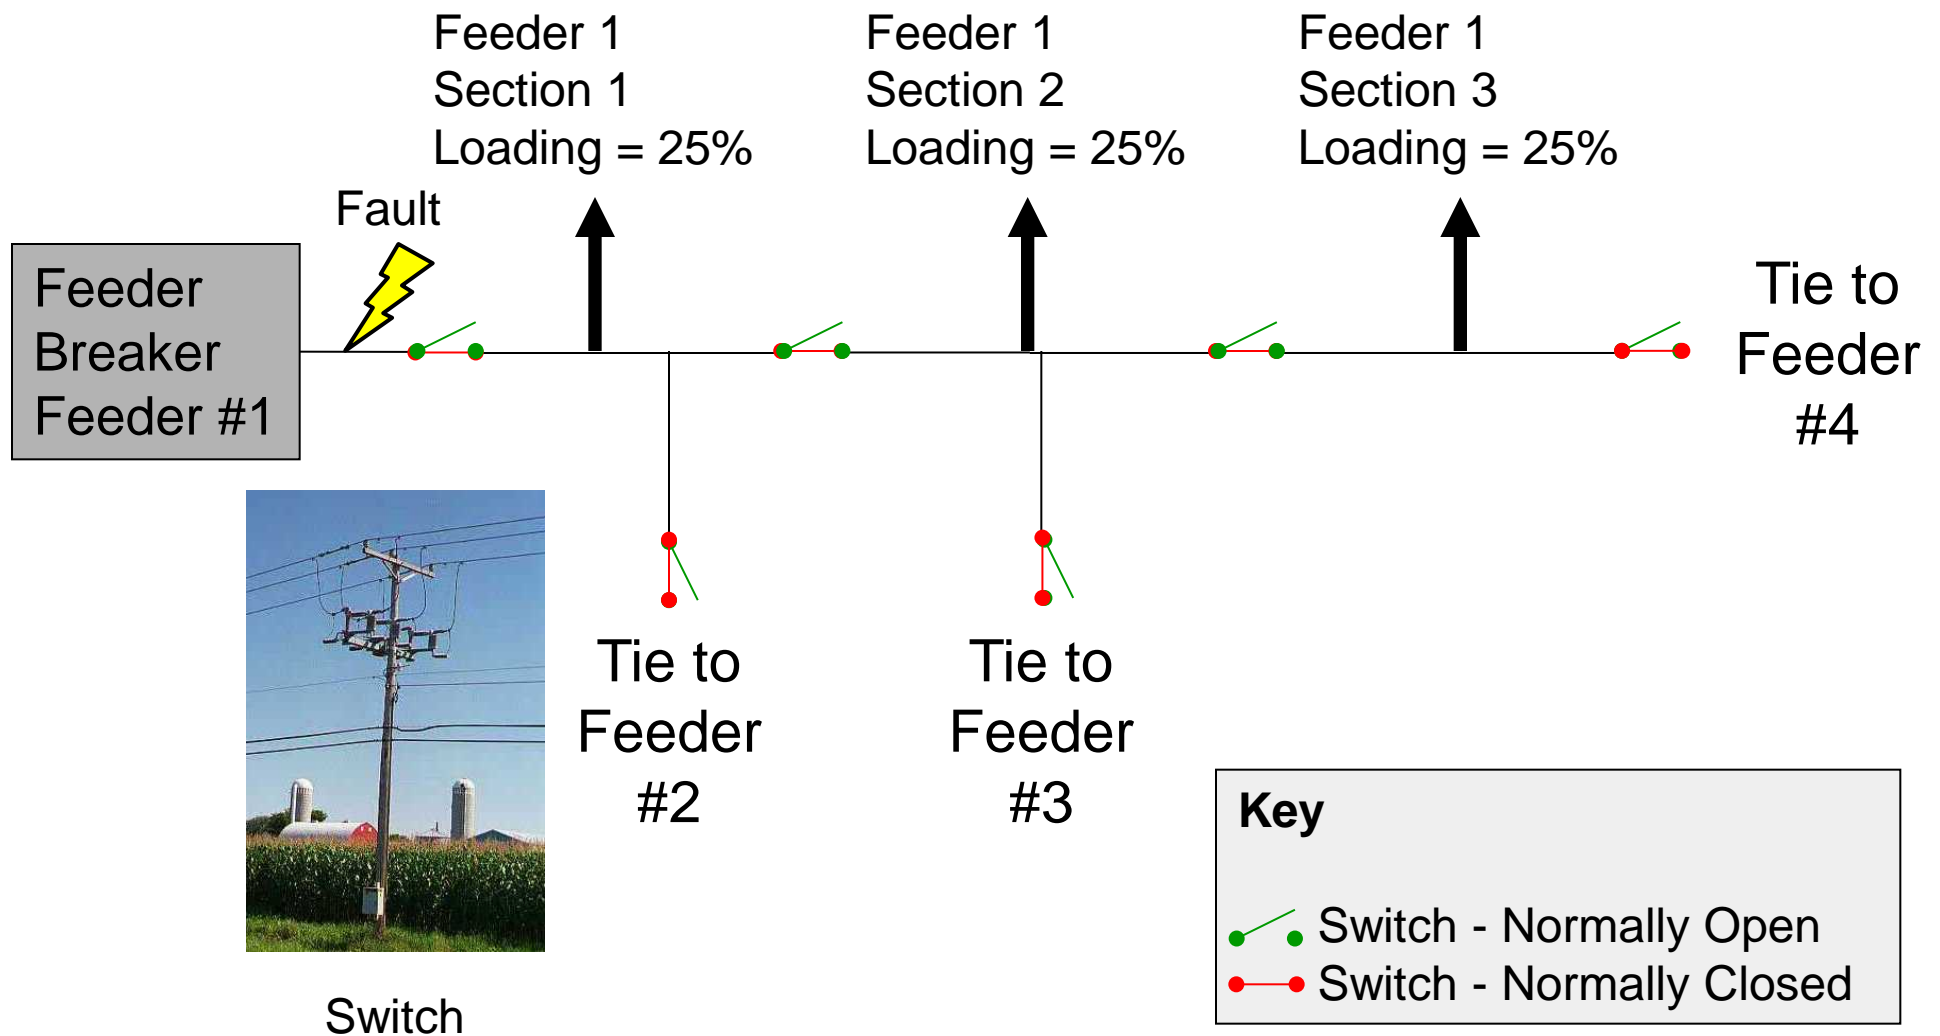 Feeder 1
Section 1
Loading = 25%
Feeder 1
Section 2
Loading = 25%
Feeder 1
Section 3
Loading = 25%
Fault
Feeder
Breaker
Feeder #1
Tie to
Feeder
#4
Tie to
Feeder
#2
Tie to
Feeder
#3
Key
Switch - Normally Open
Switch - Normally Closed
Switch